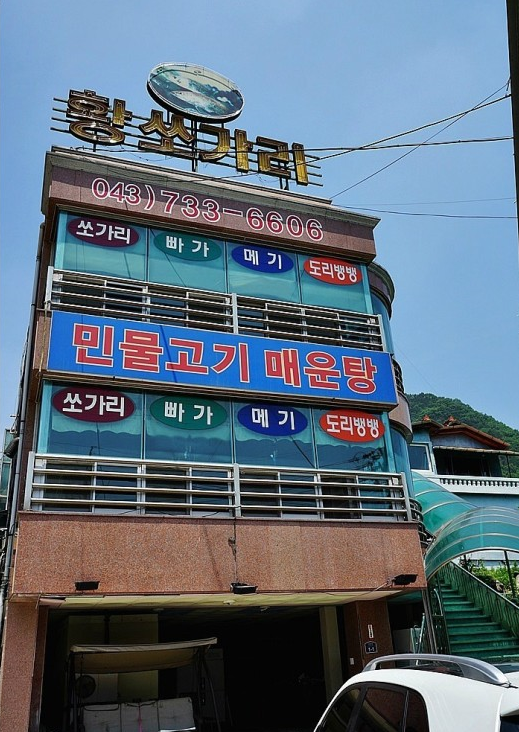 황쏘가리
043)733-6606
쏘가리 빠가 메기 도리뱅뱅
민물고기 매운탕
쏘가리 빠가 메기 도리뱅뱅